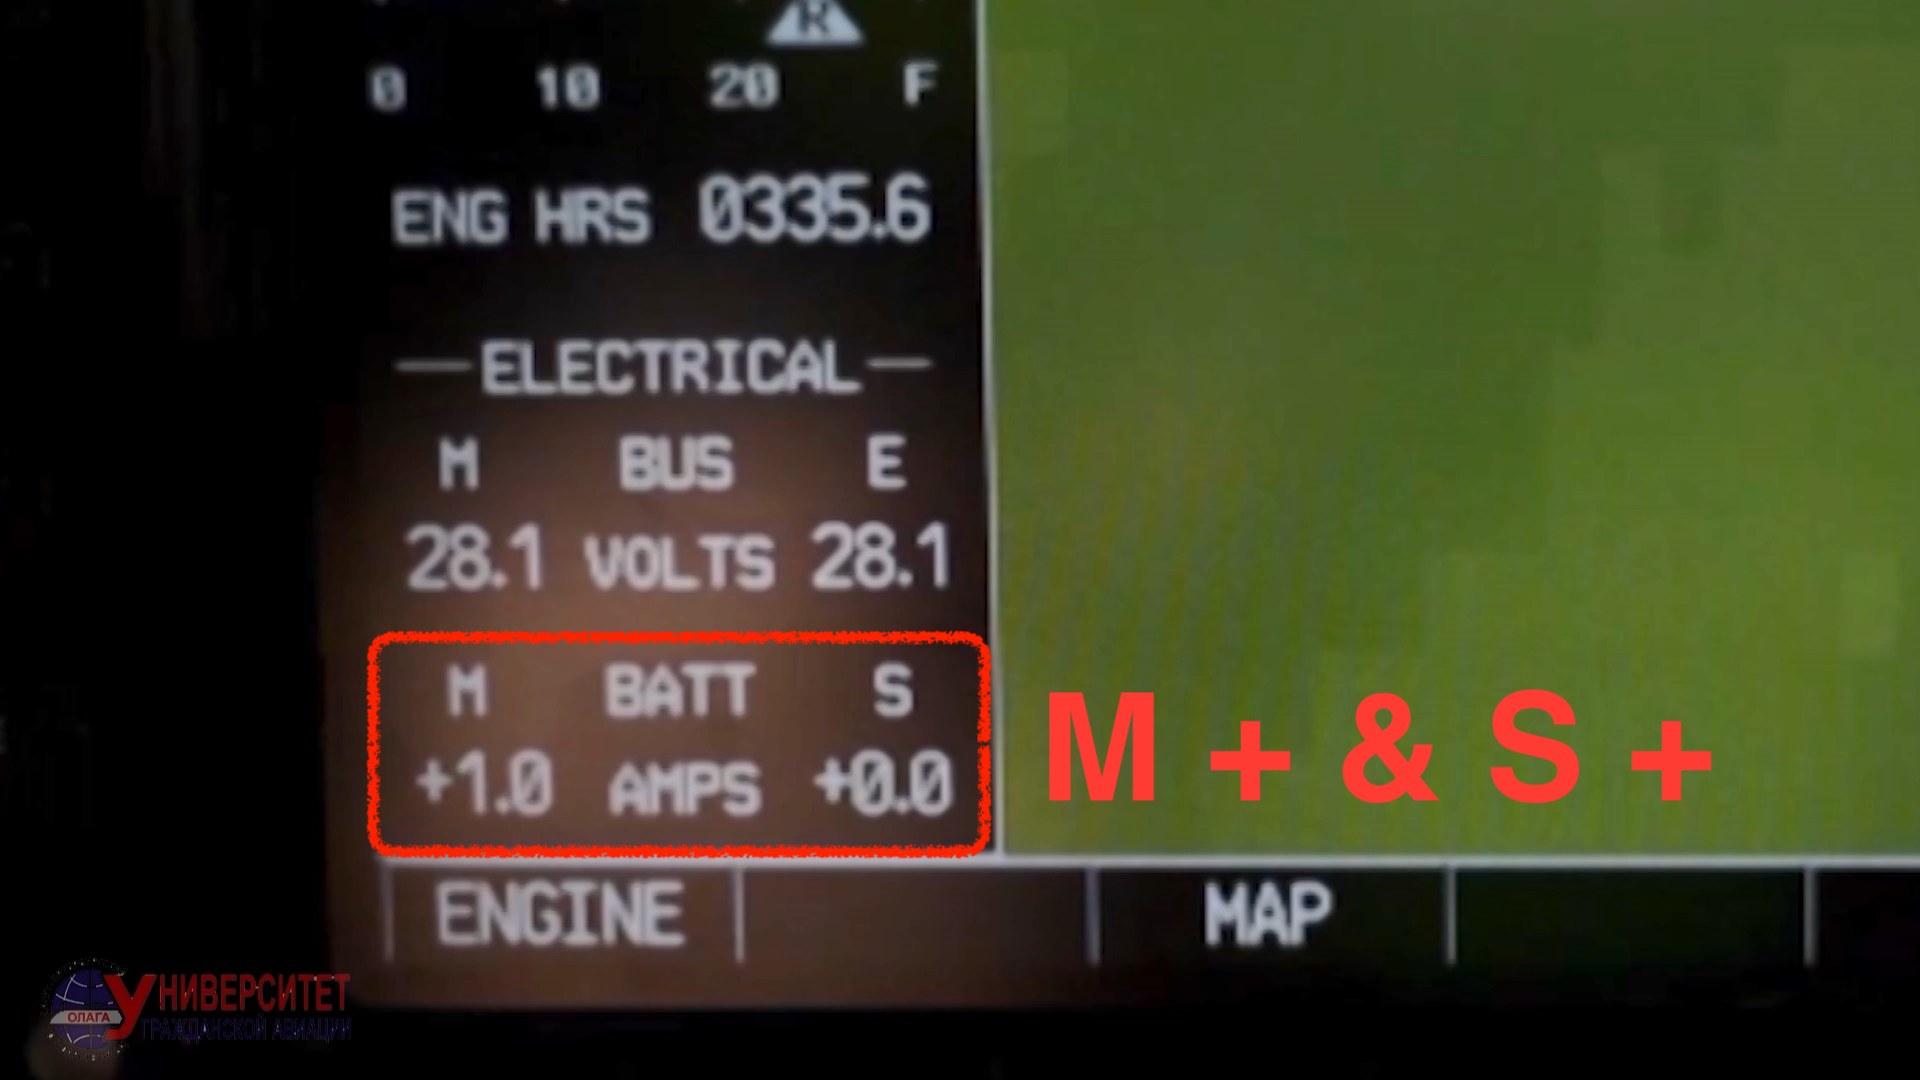 R
0 10 20 F
ENG HRS 0335.6
ELECTRICAL
M BUS E
28.1 VOLTS 28.1
M BATT S
+1.0 AMPS +0.0
M + & S +
ENGINE MAP
УНИВЕРСИТЕТ
ОЛАГА
ГРАЖДАНСКОЙ АВИАЦИИ